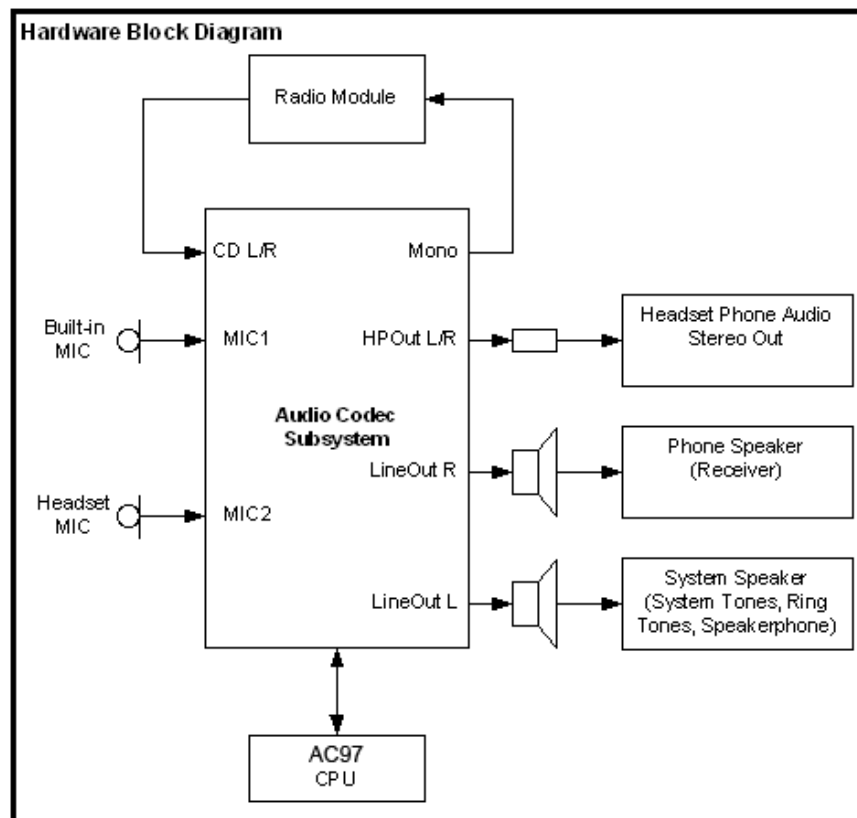 Hardware Block Diagram
Radio Module
CD L/R
Mono
Built-in
MIC
MIC1
HPOut L/R
Headset Phone Audio
Stereo Out
Audio Codec
Subsystem
LineOut R
Phone Speaker
(Receiver)
Headset
MIC
MIC2
LineOut L
System Speaker
(System Tones, Ring
Tones, Speakerphone)
AC97
CPU